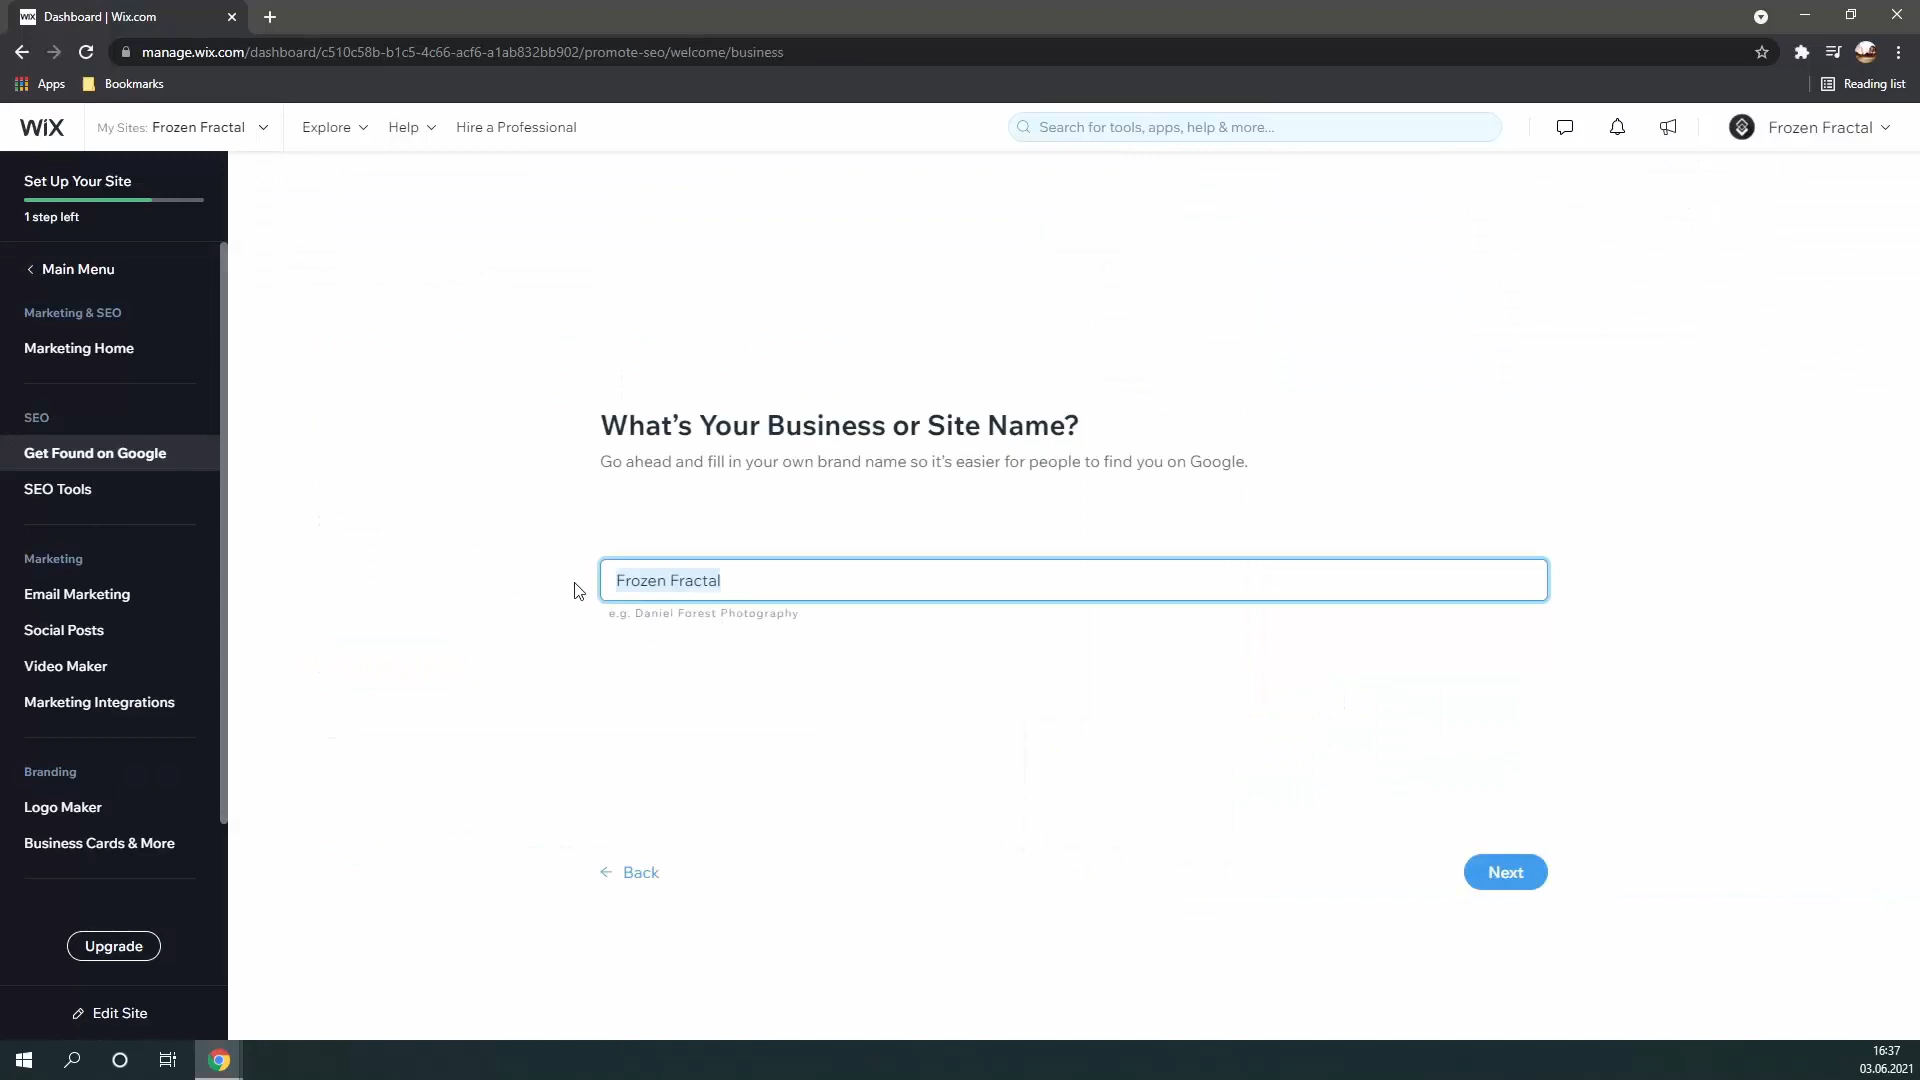 Dashboard | Wix.com
manage.wix.com/dashboard/c510c58b-b1c5-4c66-acf6-a1ab832bb902/promote-seo/welcome/business
Apps
Bookmarks
Reading list
WiX
My Sites: Frozen Fractal
Explore
Help
Hire a Professional
Search for tools, apps, help & more...
Frozen Fractal
Set Up Your Site
1 step left
Main Menu
Marketing & SEO
Marketing Home
SEO
Get Found on Google
SEO Tools
Marketing
Email Marketing
Social Posts
Video Maker
Marketing Integrations
Branding
Logo Maker
Business Cards & More
Upgrade
Edit Site
What's Your Business or Site Name?
Go ahead and fill in your own brand name so it's easier for people to find you on Google.
Frozen Fractal
e.g. Daniel Forest Photography
Back
Next
16:37
03.06.2021